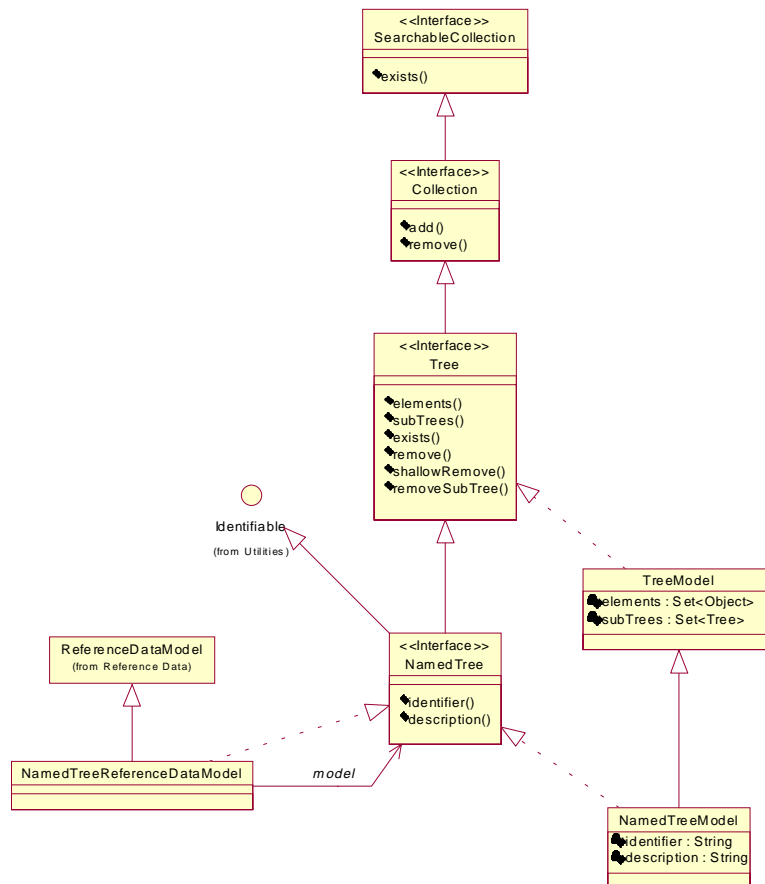 <<Interface>>
SearchableCollection
exists()
<<Interface>>
Collection
add()
remove()
<<Interface>>
Tree
elements()
subTrees()
exists()
remove()
shallowRemove()
removeSubTree()
Identifiable
(from Utilities)
TreeModel
elements : Set<Object>
subTrees : Set<Tree>
ReferenceDataModel
(from Reference Data)
<<Interface>>
NamedTree
identifier()
description()
NamedTreeReferenceDataModel
model
NamedTreeModel
identifier : String
description : String